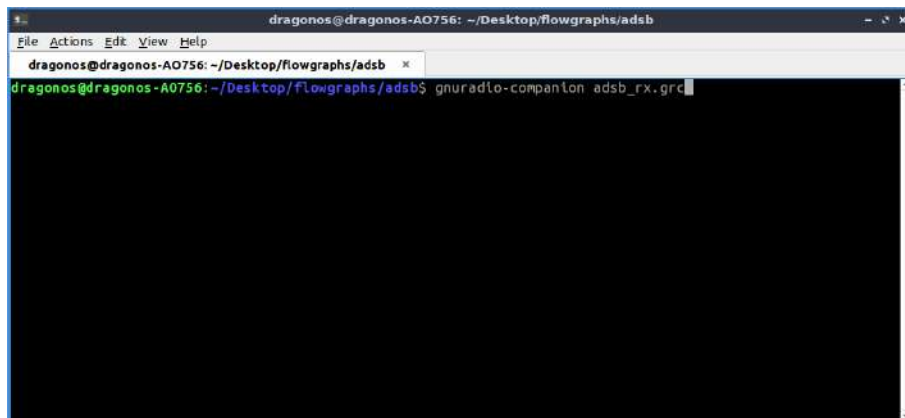 dragonos@dragonos-AO756: ~/Desktop/flowgraphs/adsb
File Actions Edit View Help
dragonos@dragonos-AO756: ~/Desktop/flowgraphs/adsb ×
dragonos@dragonos-AO756:~/Desktop/flowgraphs/adsb$ gnuradio-companion adsb_rx.grc